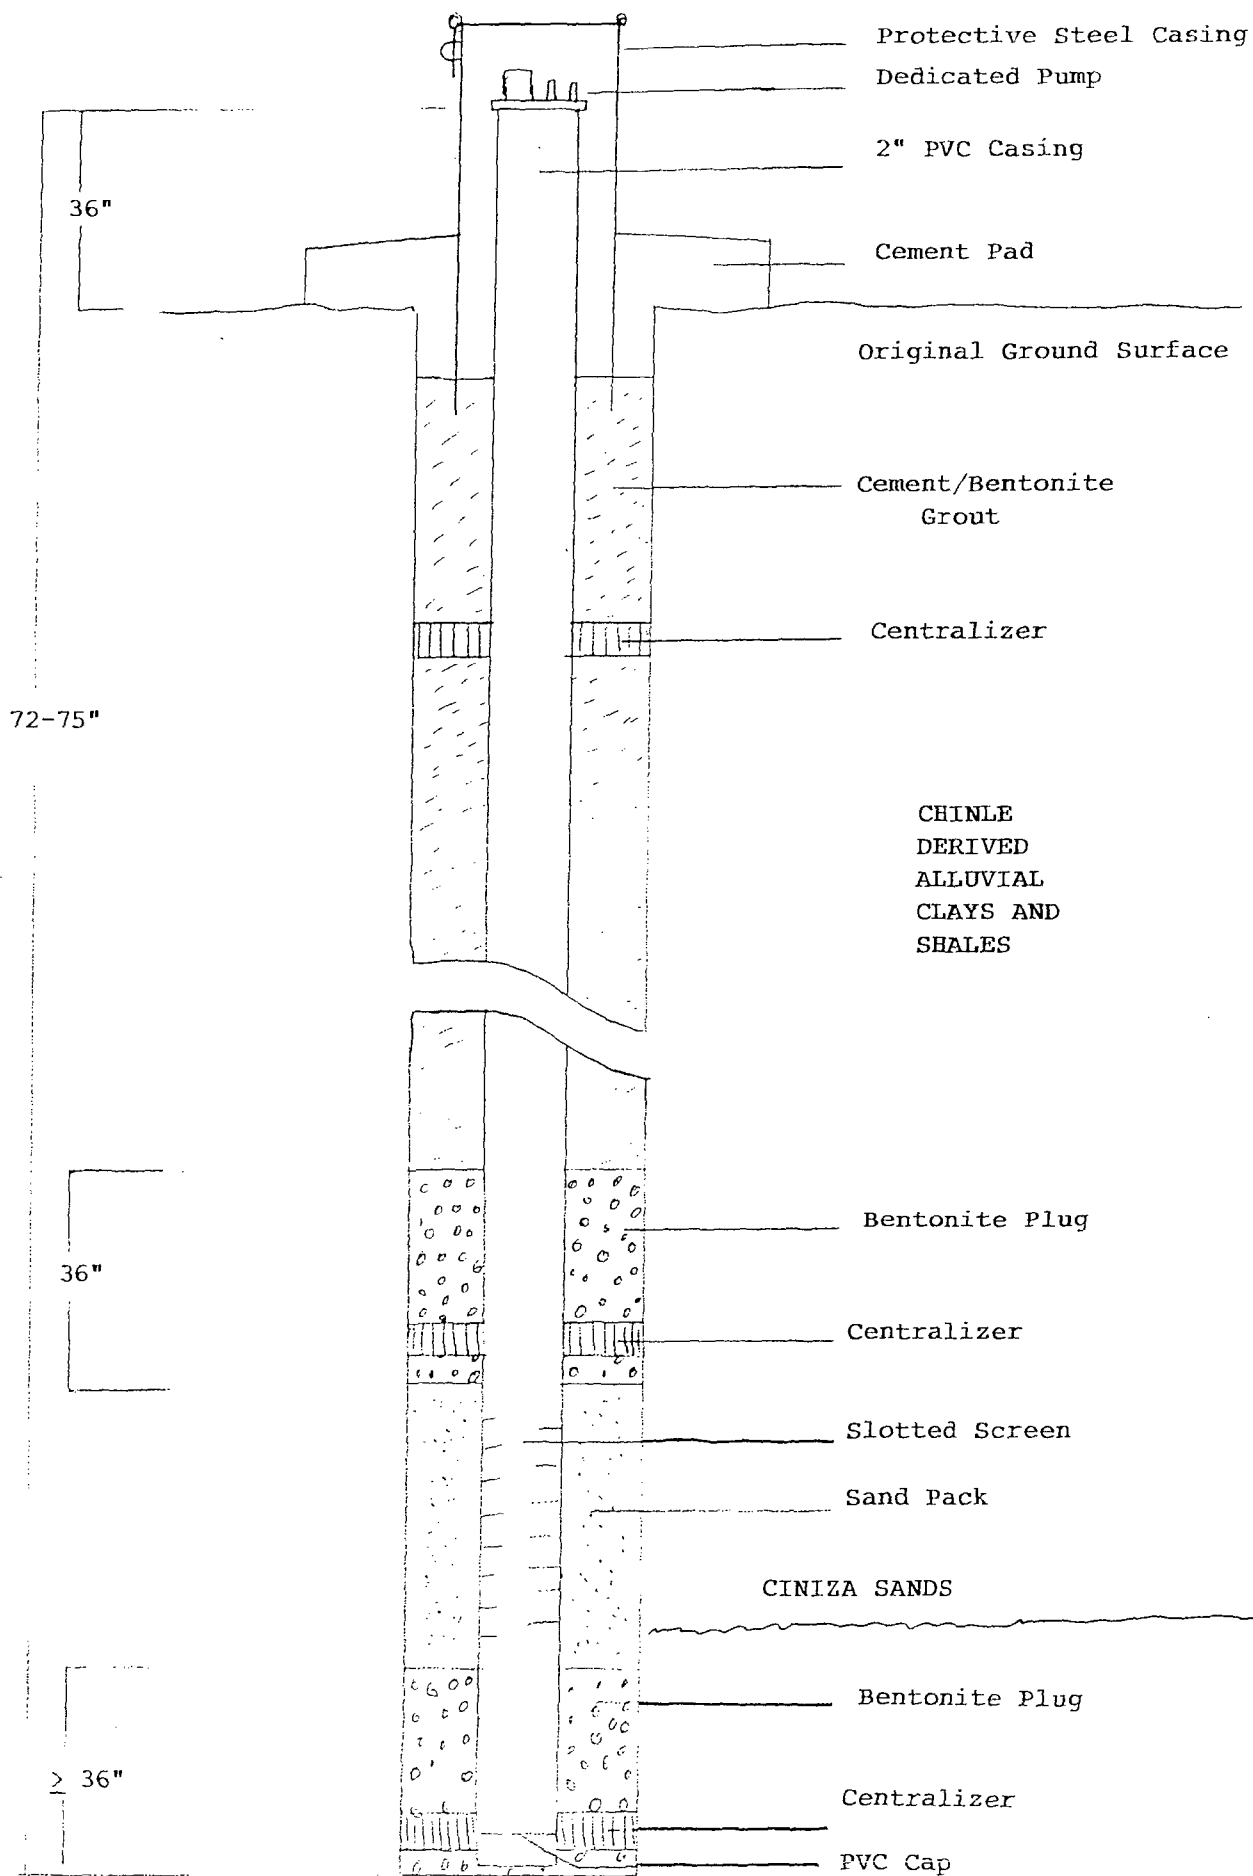 Protective Steel Casing
Dedicated Pump
2" PVC Casing
36"
Cement Pad
Original Ground Surface
Cement/Bentonite
Grout
Centralizer
72-75"
CHINLE
DERIVED
ALLUVIAL
CLAYS AND
SHALES
Bentonite Plug
36"
Centralizer
Slotted Screen
Sand Pack
CINIZA SANDS
Bentonite Plug
≥ 36"
Centralizer
PVC Cap